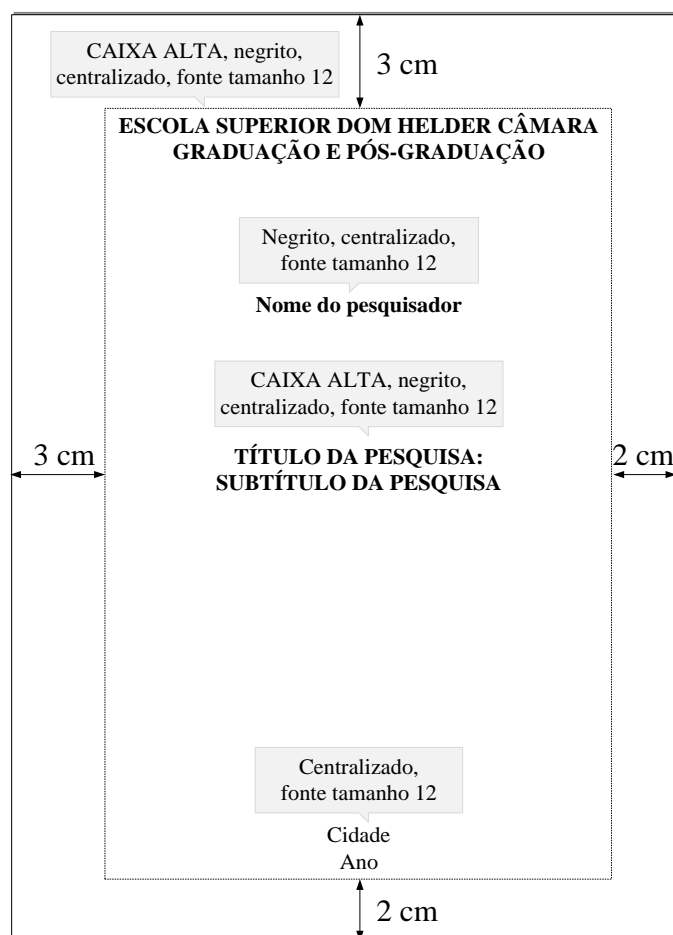 CAIXA ALTA, negrito,
centralizado, fonte tamanho 12
3 cm
ESCOLA SUPERIOR DOM HELDER CÂMARA
GRADUAÇÃO E PÓS-GRADUAÇÃO
Negrito, centralizado,
fonte tamanho 12
Nome do pesquisador
CAIXA ALTA, negrito,
centralizado, fonte tamanho 12
3 cm
TÍTULO DA PESQUISA:
SUBTÍTULO DA PESQUISA
2 cm
Centralizado,
fonte tamanho 12
Cidade
Ano
2 cm